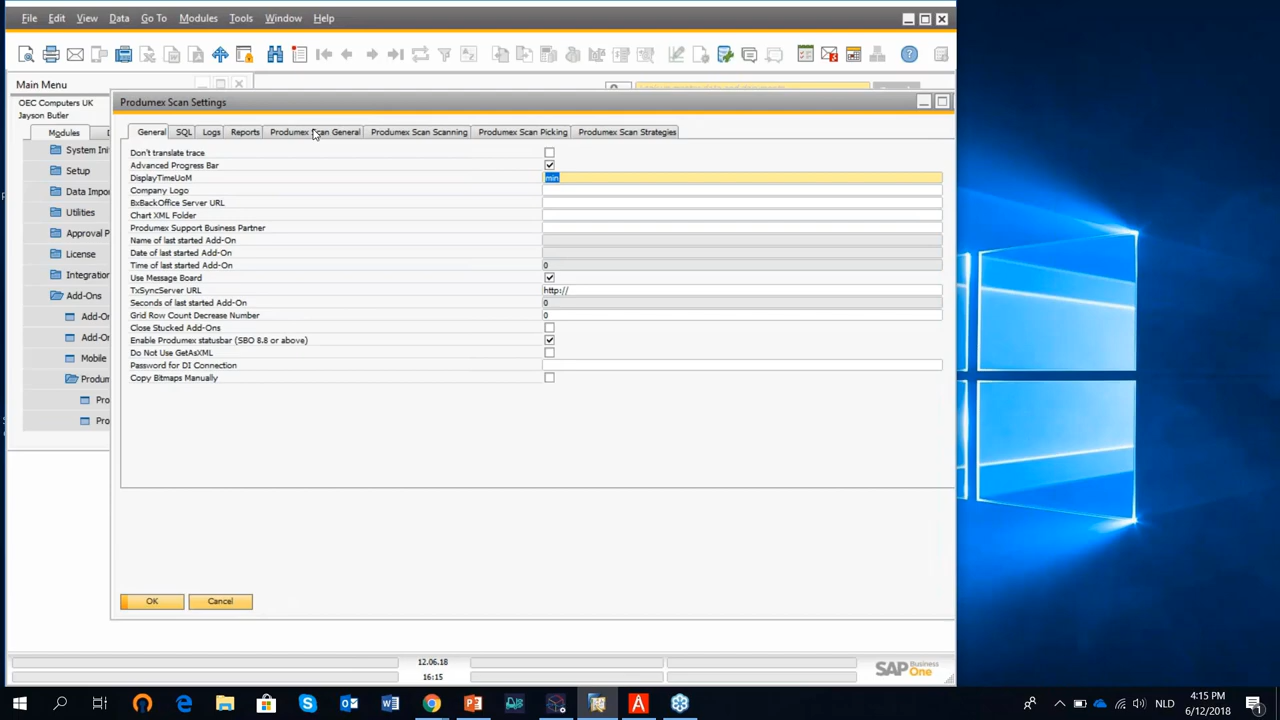 File Edit View Data Go To Modules Tools Window Help
Main Menu
OEC Computers UK
Jayson Butler
Modules
System Ini
Setup
Data Impor
Utilities
Approval P
License
Integration
Add-Ons
Add-Or
Add-Or
Mobile
Produm
Pro
Pro
Produmex Scan Settings
General SQL Logs Reports Produmex Scan General Produmex Scan Scanning Produmex Scan Picking Produmex Scan Strategies
Don't translate trace
Advanced Progress Bar
DisplayTimeUoM min
Company Logo
BxBackOffice Server URL
Chart XML Folder
Produmex Support Business Partner
Name of last started Add-On
Date of last started Add-On
Time of last started Add-On 0
Use Message Board
TxSyncServer URL http://
Seconds of last started Add-On 0
Grid Row Count Decrease Number 0
Close Stucked Add-Ons
Enable Produmex statusbar (SBO 8.8 or above)
Do Not Use GetAsXML
Password for DI Connection
Copy Bitmaps Manually
OK Cancel
12.06.18
16:15
SAP Business One
NLD
4:15 PM
6/12/2018